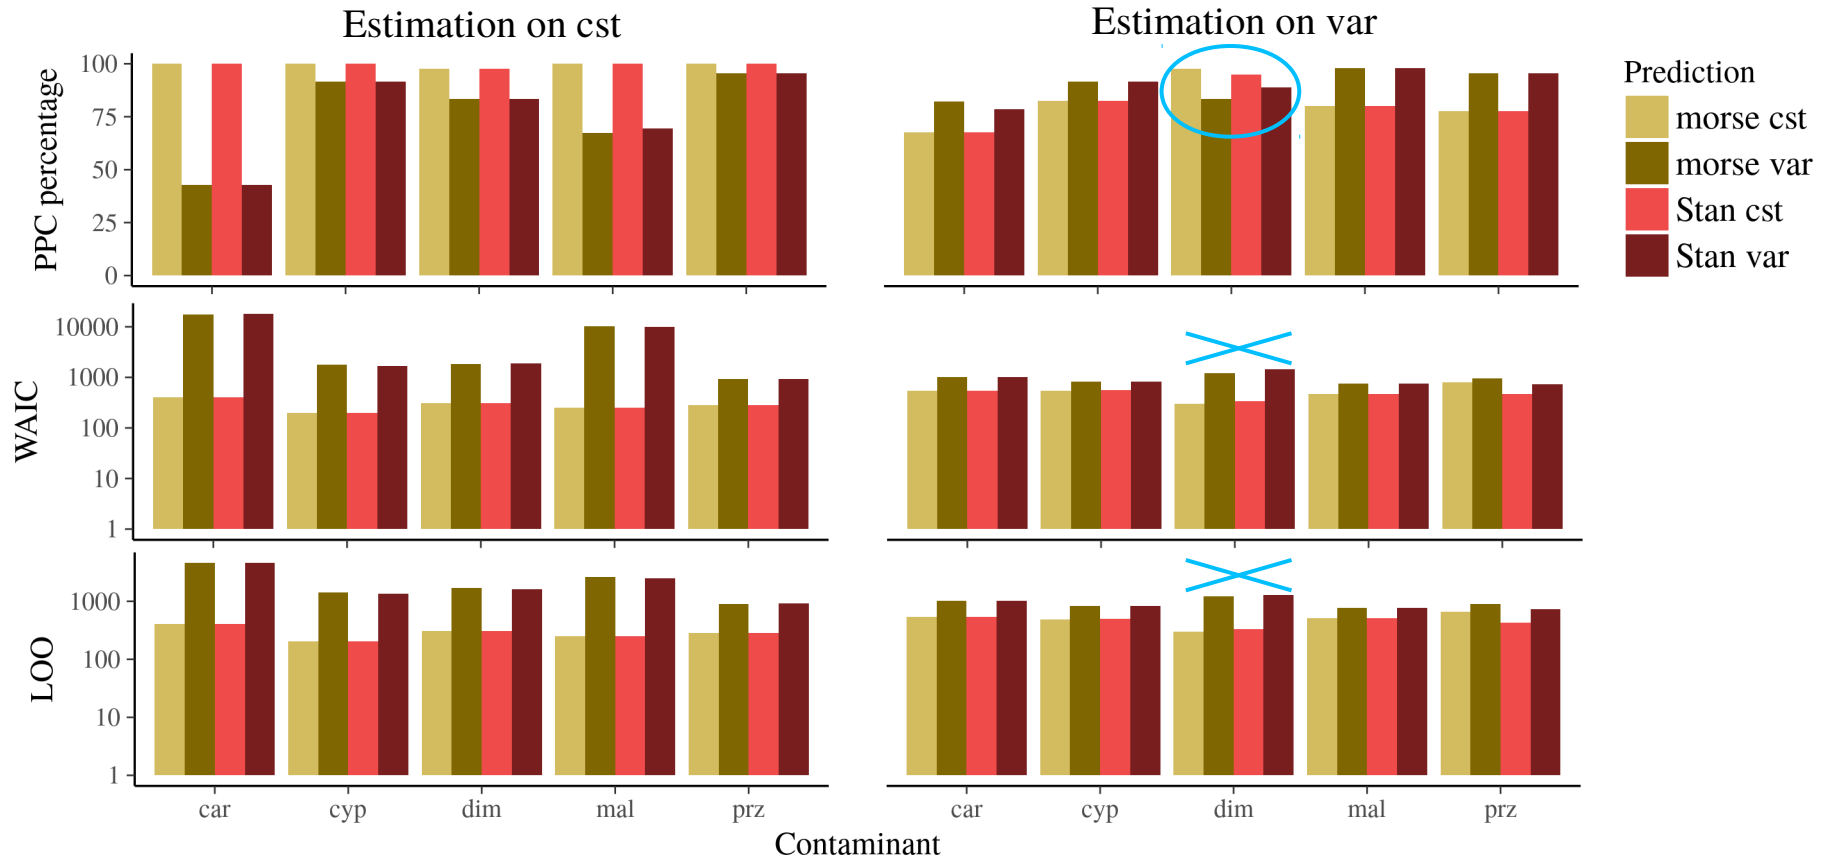 Estimation on cst
Estimation on var
PPC percentage
100
75
50
25
0
Prediction
morse cst
morse var
Stan cst
Stan var
WAIC
10000
1000
100
10
1
LOO
1000
100
10
1
car cyp dim mal prz
car cyp dim mal prz
Contaminant